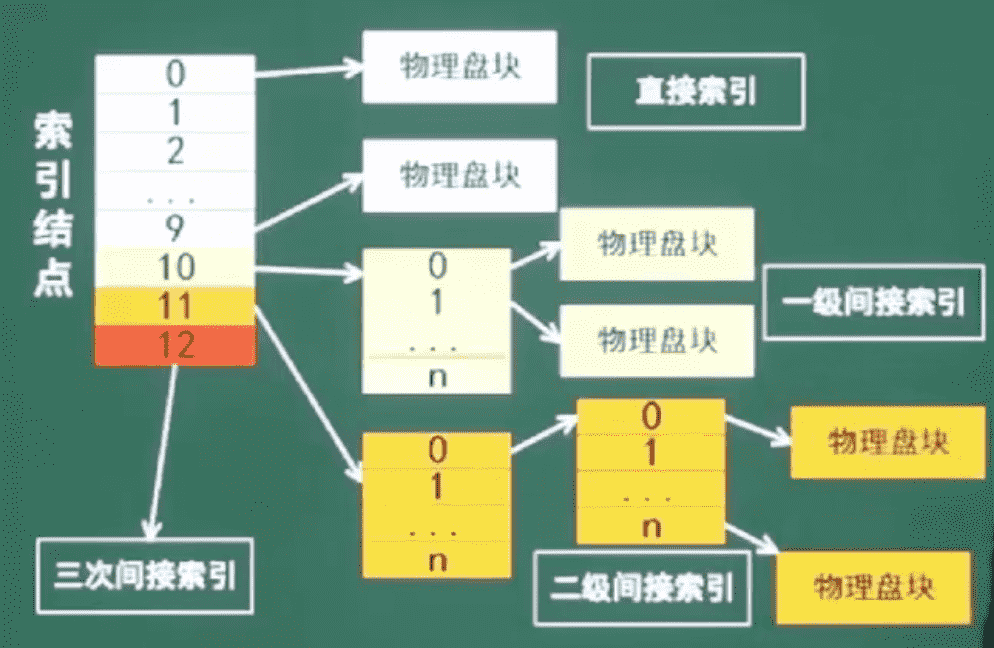 索引结点
0
1
2
...
9
10
11
12
物理盘块
直接索引
物理盘块
0
1
...
n
物理盘块
物理盘块
一级间接索引
0
1
...
n
0
1
...
n
物理盘块
物理盘块
二级间接索引
三次间接索引